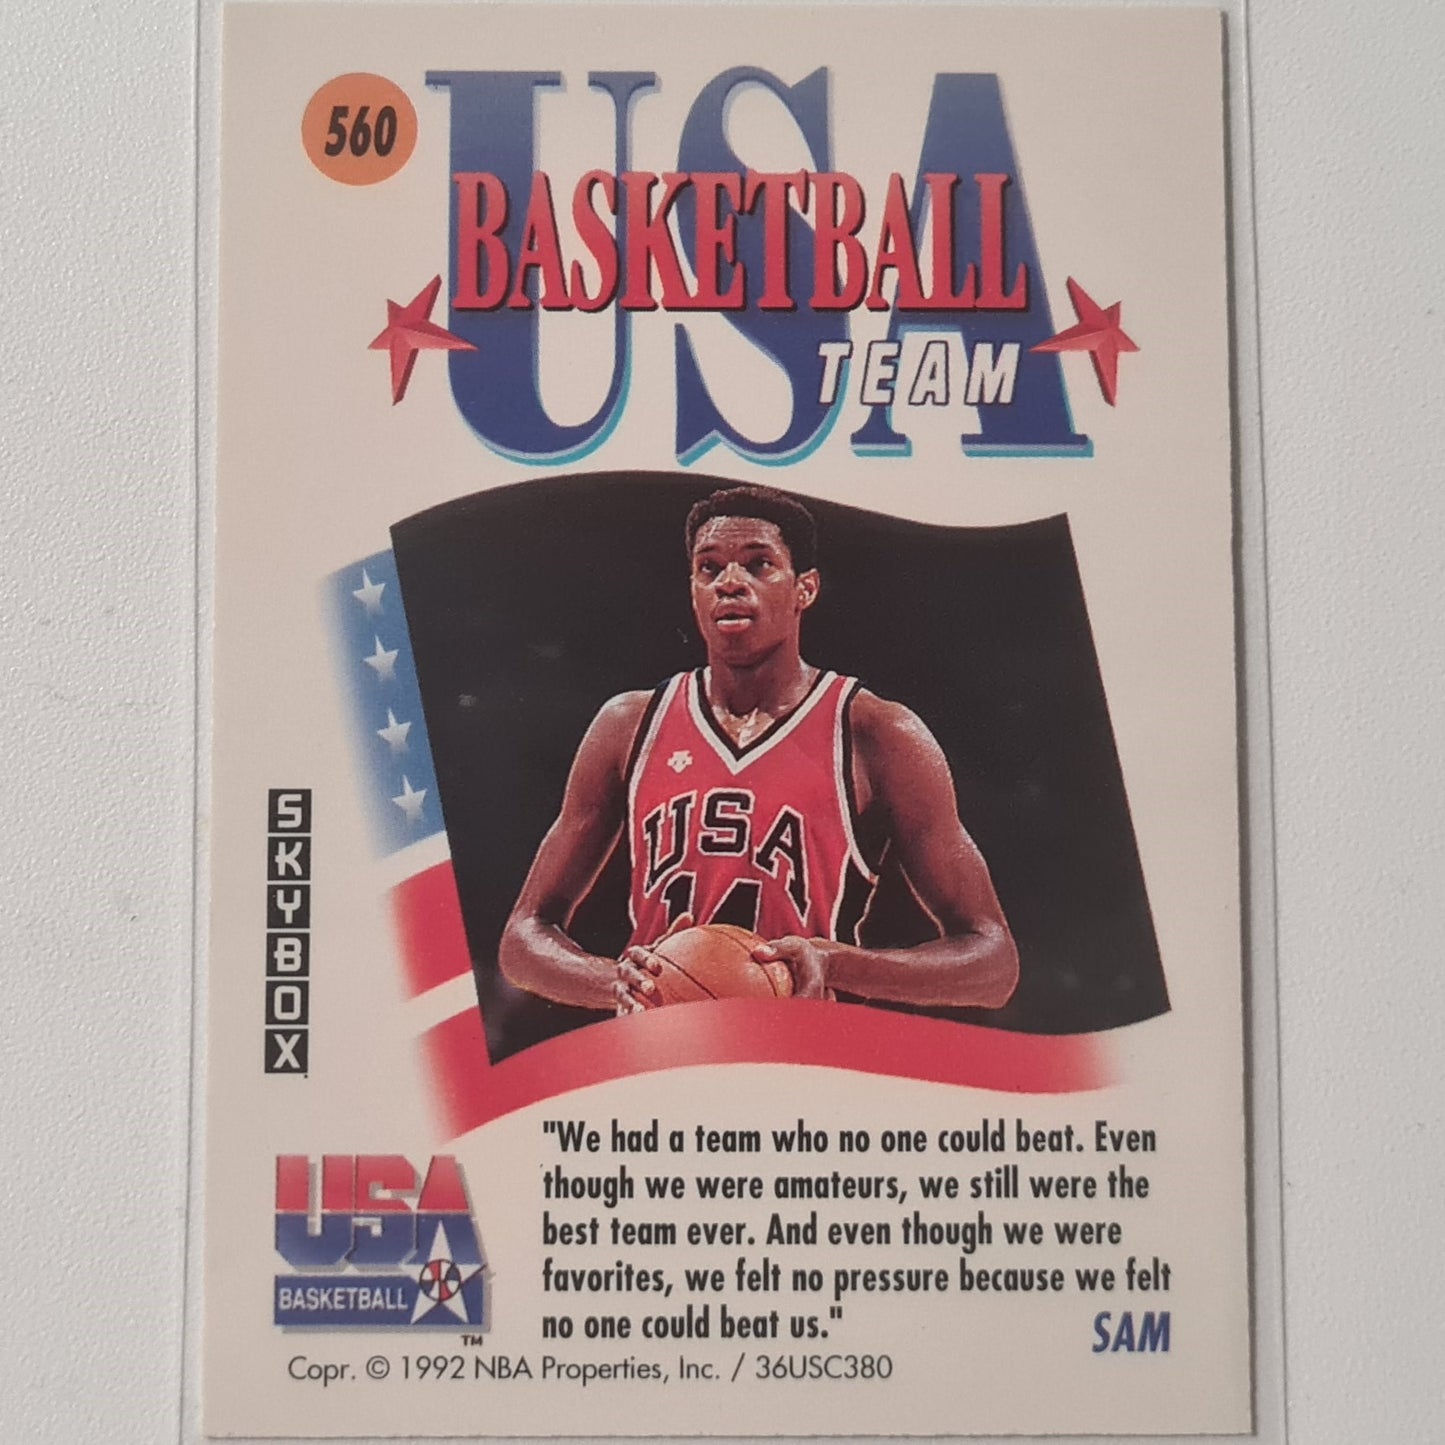 560
USA
BASKETBALL
TEAM
USA
14
SKYBOX
"We had a team who no one could beat. Even
though we were amateurs, we still were the
best team ever. And even though we were
favorites, we felt no pressure because we felt
no one could beat us."
SAM
USA
BASKETBALL
TM
Copr. © 1992 NBA Properties, Inc. / 36USC380